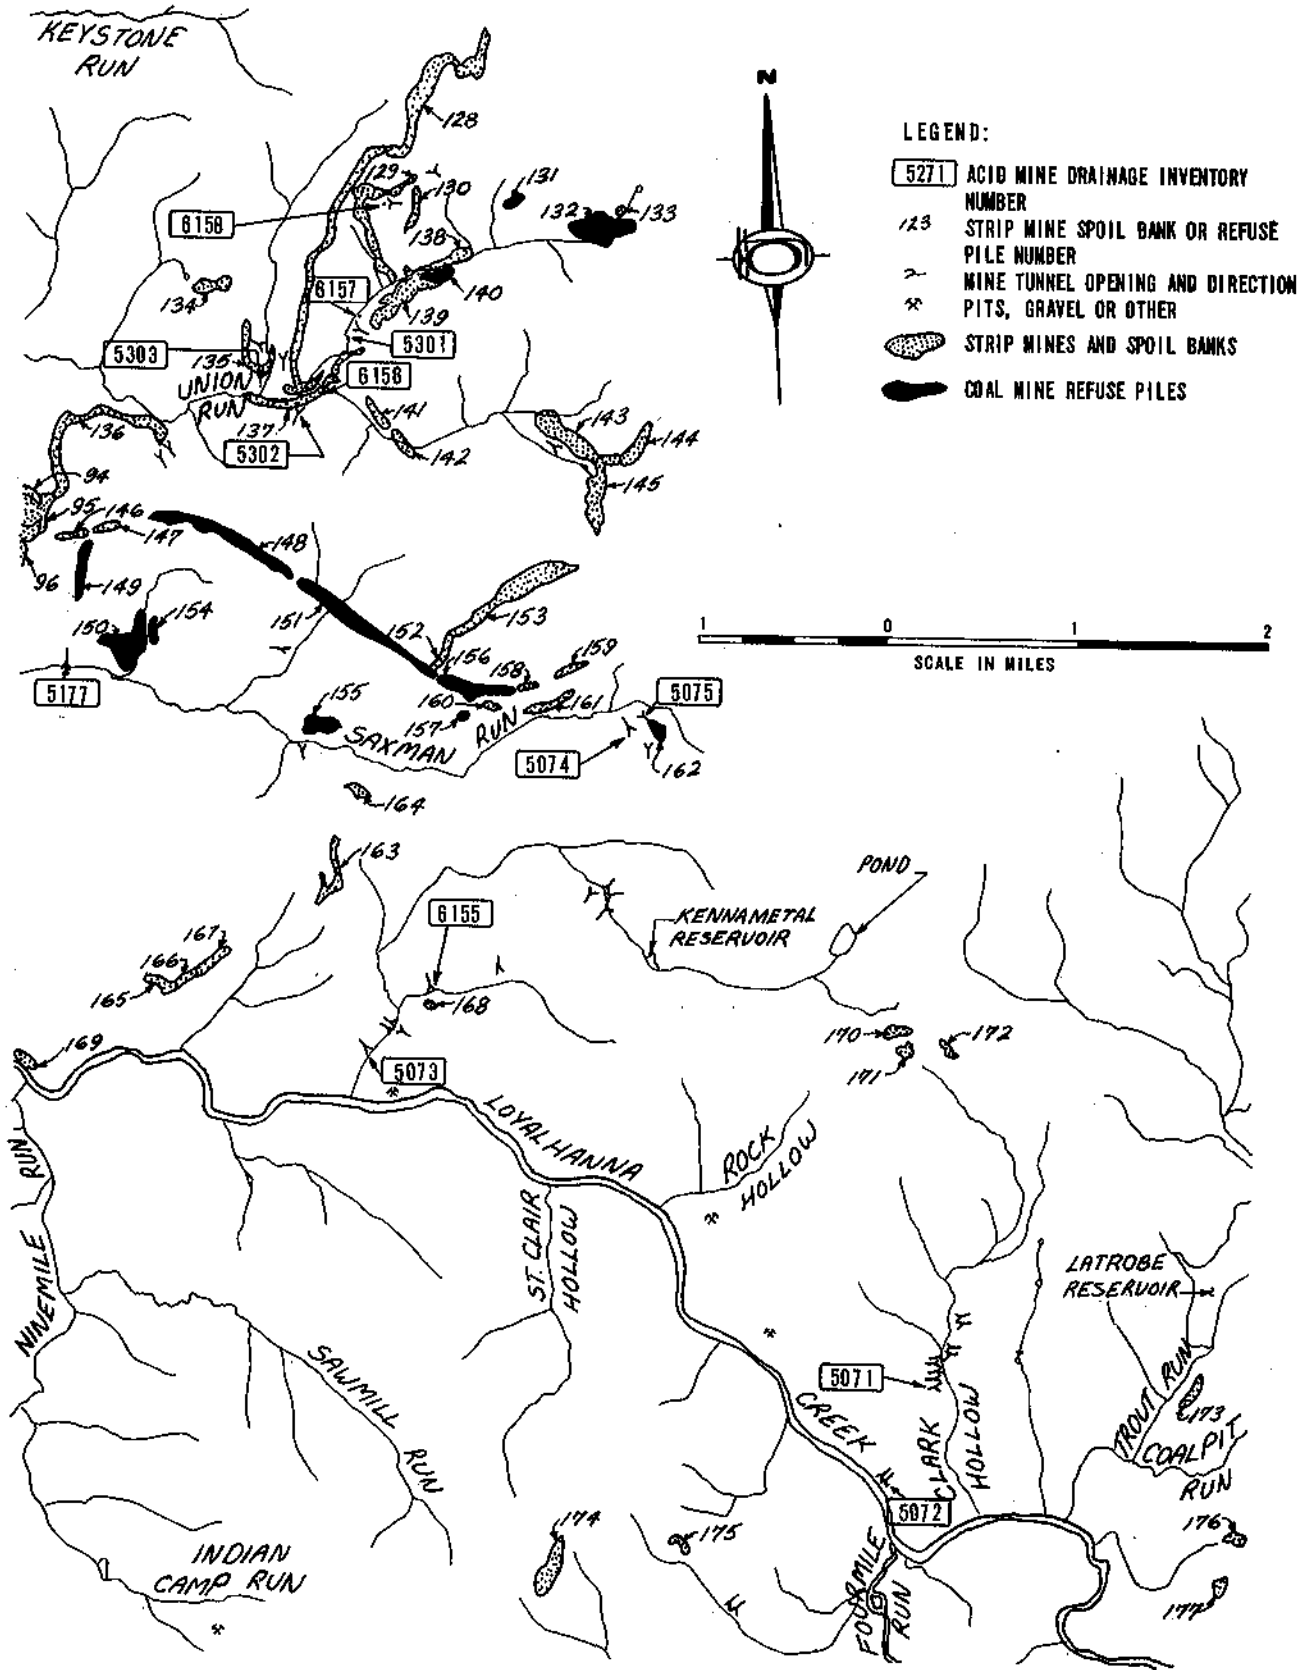 KEYSTONE
RUN
N
LEGEND:
5271 ACID MINE DRAINAGE INVENTORY
NUMBER
123 STRIP MINE SPOIL BANK OR REFUSE
PILE NUMBER
MINE TUNNEL OPENING AND DIRECTION
PITS, GRAVEL OR OTHER
STRIP MINES AND SPOIL BANKS
COAL MINE REFUSE PILES
128
129
130
131
132
133
6158
138
134
6157
140
139
5303
135
5301
UNION
RUN
6156
137
141
5302
142
143
144
145
136
94
95
146
147
148
96
149
150
154
151
152
153
156
158
159
5177
155
160
157
161
5075
SAXMAN
RUN
5074
162
1 0 1 2
SCALE IN MILES
164
163
POND
6155
KENNAMETAL
RESERVOIR
167
166
165
168
169
5073
170
171
172
LOYALHANNA
ROCK
HOLLOW
NINEMILE RUN
ST. CLAIR
HOLLOW
LATROBE
RESERVOIR
SAWMILL
RUN
5071
CREEK
CLARK
HOLLOW
TROUT RUN
173
COALPIT
RUN
5072
174
175
176
177
INDIAN
CAMP RUN
FOURMILE
RUN